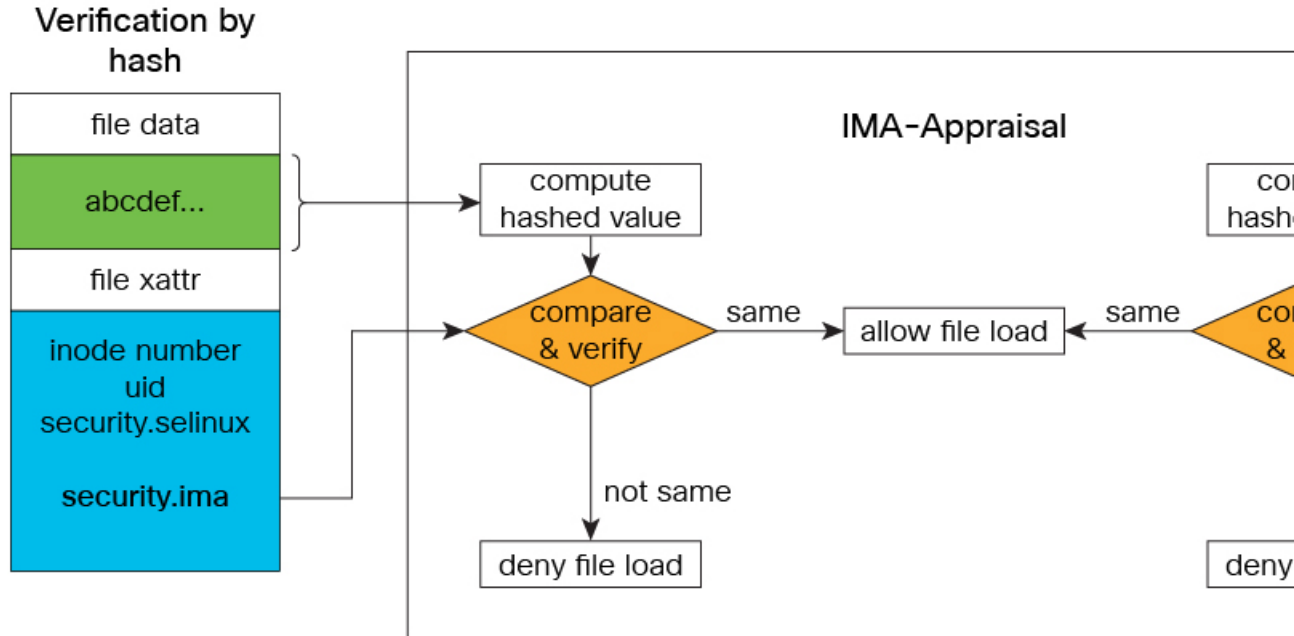 Verification by
hash
file data
abcdef...
file xattr
inode number
uid
security.selinux
security.ima
IMA-Appraisal
compute
hashed value
compare
& verify
same
allow file load
not same
deny file load
same
&
deny